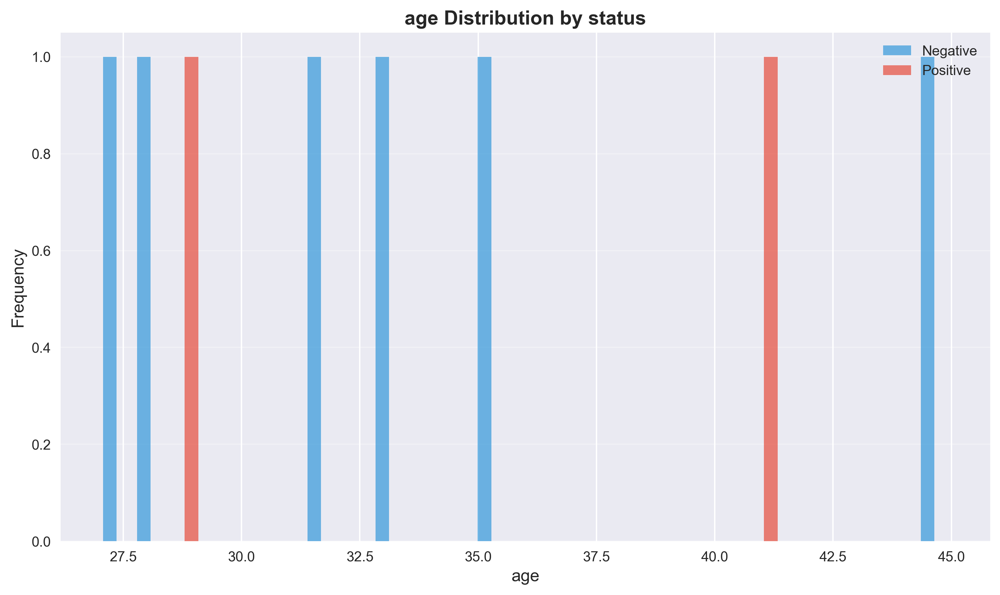 age Distribution by status
Negative
Positive
Frequency
1.0
0.8
0.6
0.4
0.2
0.0
27.5 30.0 32.5 35.0 37.5 40.0 42.5 45.0
age